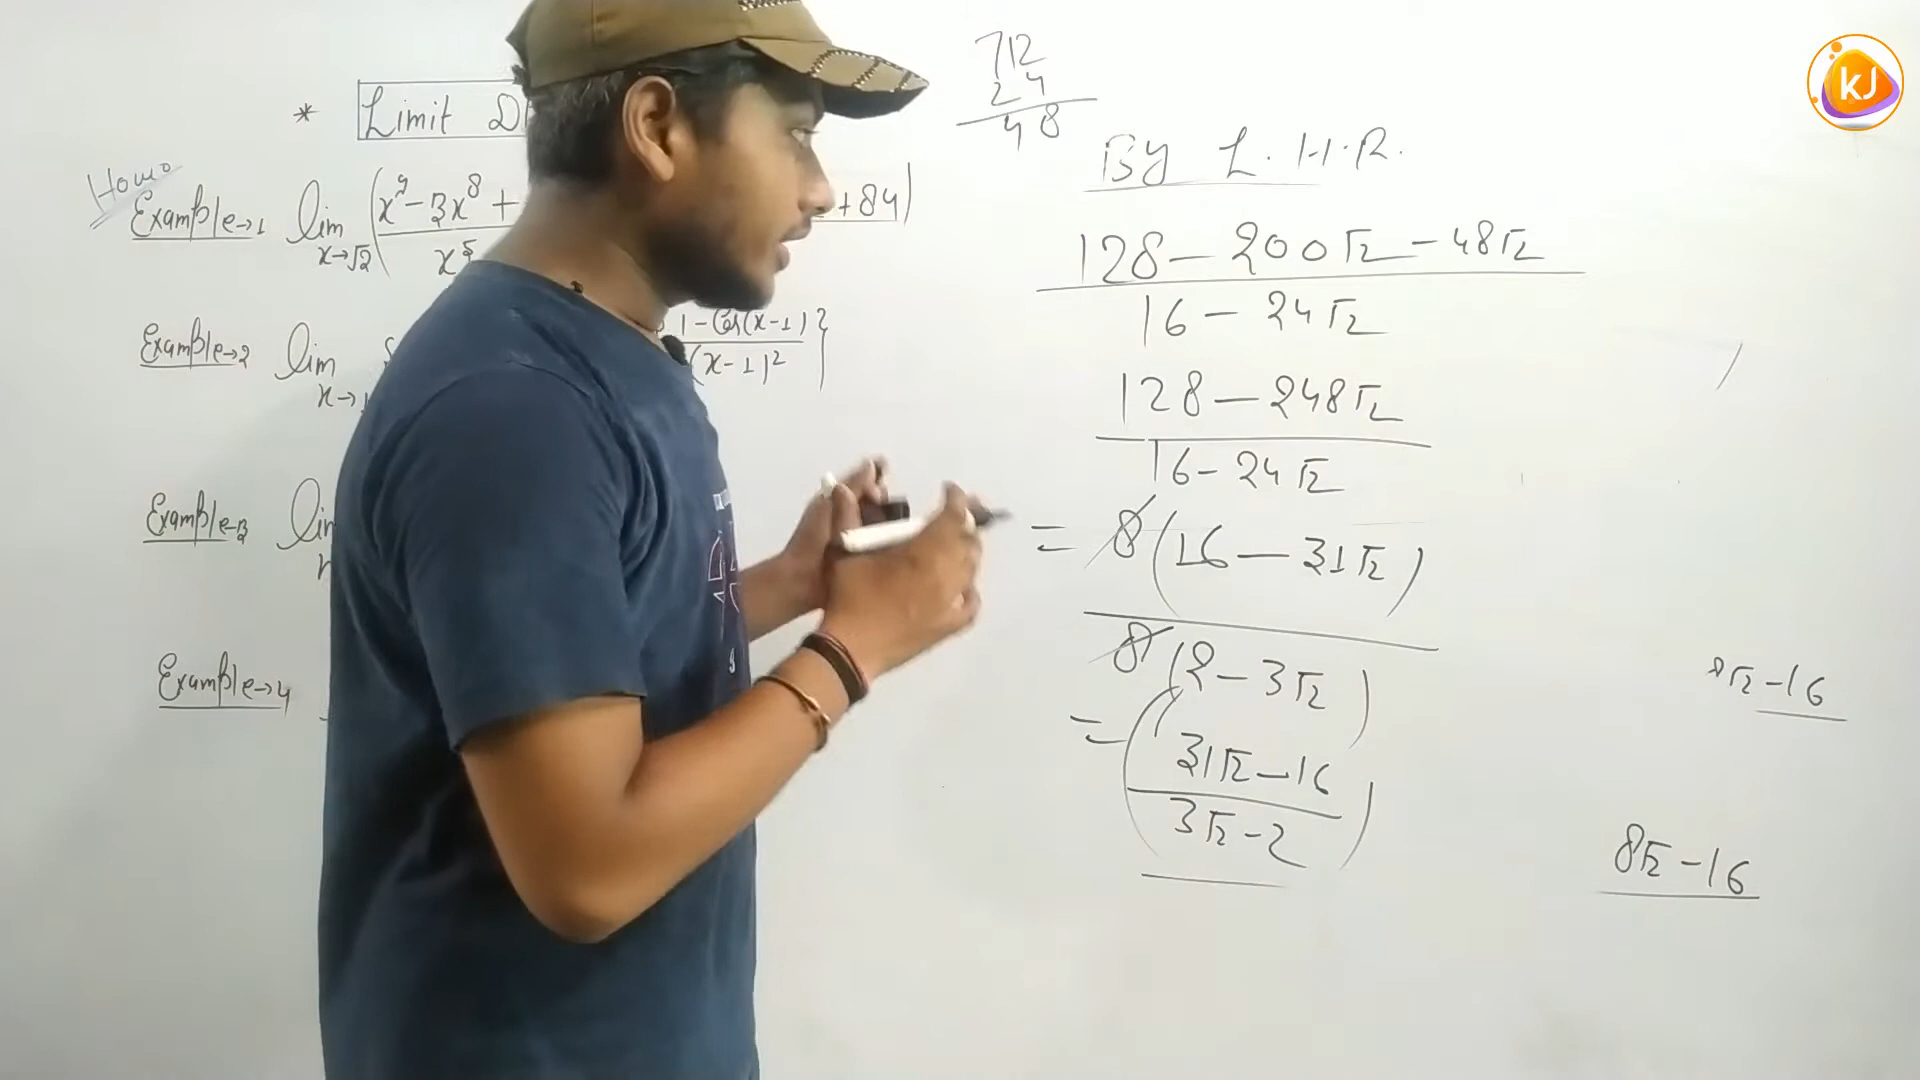 * Limit
Home
Example→1 lim x→√2 (x⁹-3x⁸+ +84)
x⁵
Example→2 lim x→1 { 1-Cos(x-1) }
(x-1)²
Example→3 lim
Example→4
712
24
48
By L.H.R.
128-200√2-48√2
16-24√2
128-248√2
16-24√2
= 8(16-31√2)
8(2-3√2)
= (31√2-16)
3√2-2
8√2-16
8√2-16
kJ